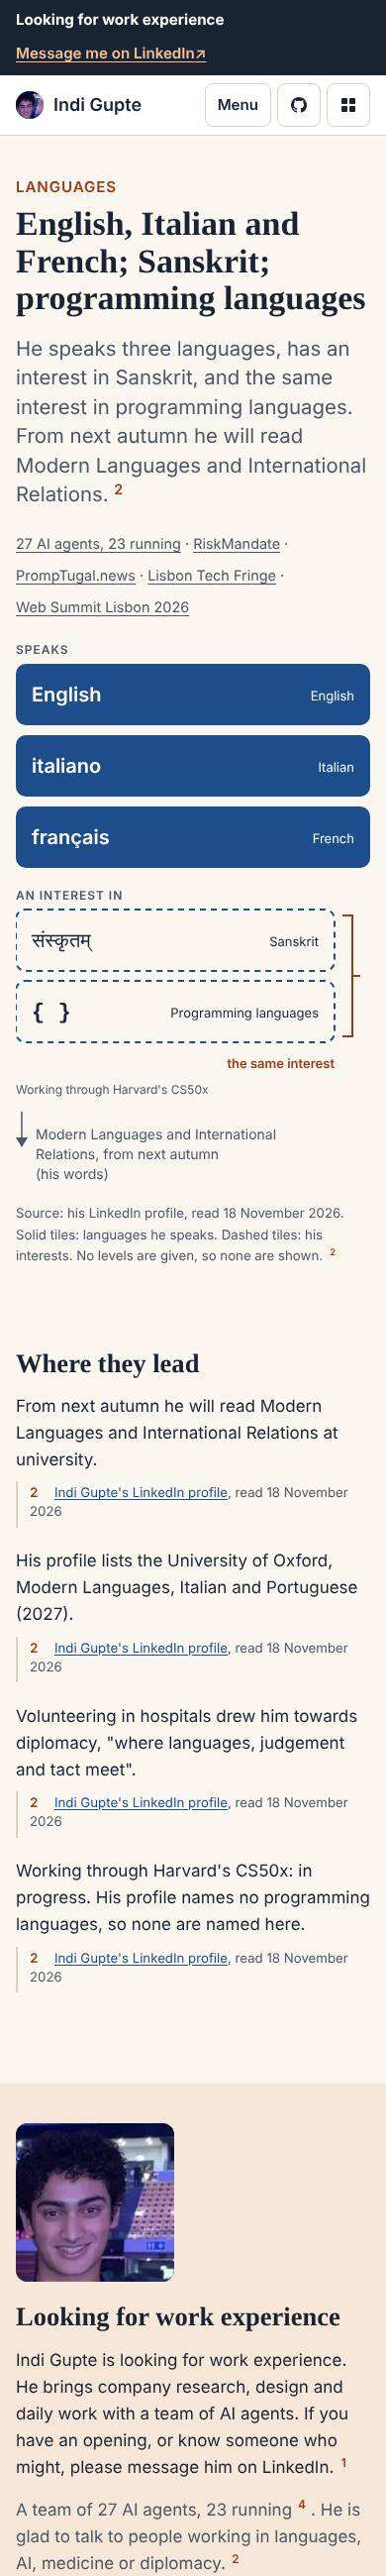 Looking for work experience
Message me on LinkedIn↗
Indi Gupte
Menu
LANGUAGES
English, Italian and
French; Sanskrit;
programming languages
He speaks three languages, has an
interest in Sanskrit, and the same
interest in programming languages.
From next autumn he will read
Modern Languages and International
Relations. 2
27 AI agents, 23 running · RiskMandate ·
PrompTugal.news · Lisbon Tech Fringe ·
Web Summit Lisbon 2026
SPEAKS
English English
italiano Italian
français French
AN INTEREST IN
संस्कृतम् Sanskrit
{ } Programming languages
the same interest
Working through Harvard's CS50x
Modern Languages and International
Relations, from next autumn
(his words)
Source: his LinkedIn profile, read 18 November 2026.
Solid tiles: languages he speaks. Dashed tiles: his
interests. No levels are given, so none are shown. 2
Where they lead
From next autumn he will read Modern
Languages and International Relations at
university.
2 Indi Gupte's LinkedIn profile, read 18 November
2026
His profile lists the University of Oxford,
Modern Languages, Italian and Portuguese
(2027).
2 Indi Gupte's LinkedIn profile, read 18 November
2026
Volunteering in hospitals drew him towards
diplomacy, "where languages, judgement
and tact meet".
2 Indi Gupte's LinkedIn profile, read 18 November
2026
Working through Harvard's CS50x: in
progress. His profile names no programming
languages, so none are named here.
2 Indi Gupte's LinkedIn profile, read 18 November
2026
Looking for work experience
Indi Gupte is looking for work experience.
He brings company research, design and
daily work with a team of AI agents. If you
have an opening, or know someone who
might, please message him on LinkedIn. 1
A team of 27 AI agents, 23 running 4 . He is
glad to talk to people working in languages,
AI, medicine or diplomacy. 2